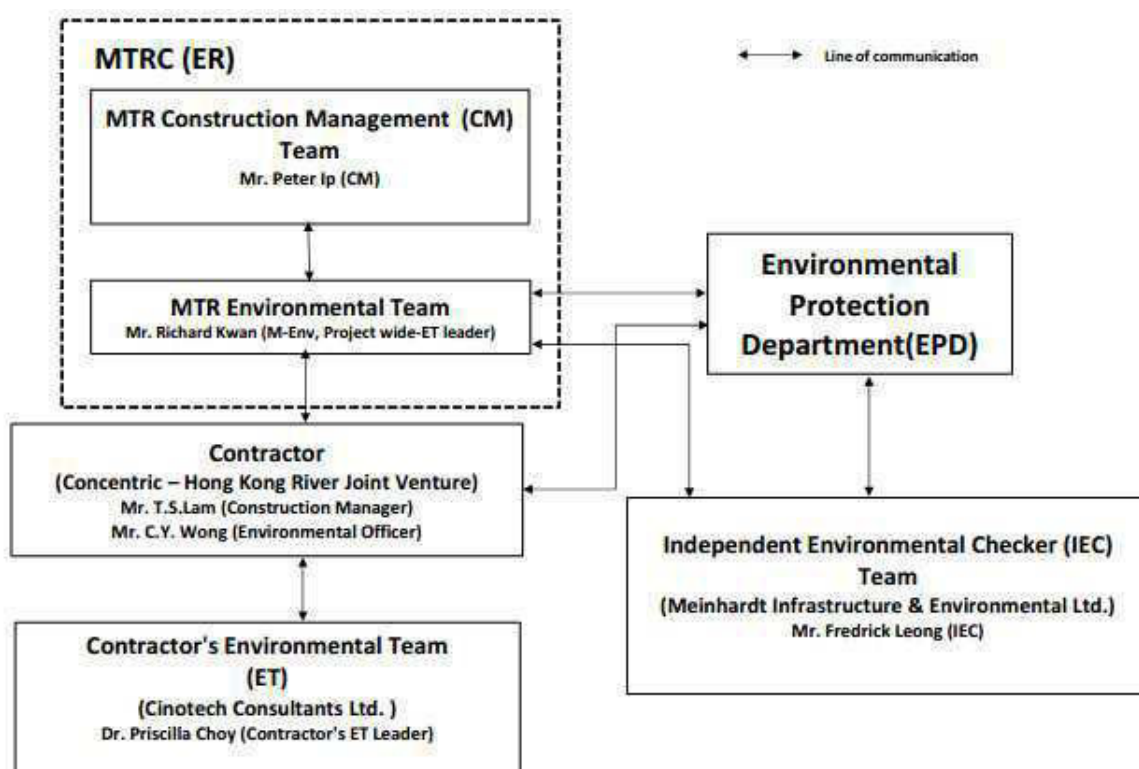 MTRC (ER)
Line of communication
MTR Construction Management  (CM)
Team
Mr. Peter Ip (CM)
MTR Environmental Team
Mr. Richard Kwan (M-Env, Project wide-ET leader)
Environmental
Protection
Department(EPD)
Contractor
(Concentric – Hong Kong River Joint Venture)
Mr. T.S.Lam (Construction Manager)
Mr. C.Y. Wong (Environmental Officer)
Independent Environmental Checker (IEC)
Team
(Meinhardt Infrastructure & Environmental Ltd.)
Mr. Fredrick Leong (IEC)
Contractor's Environmental Team
(ET)
(Cinotech Consultants Ltd. )
Dr. Priscilla Choy (Contractor's ET Leader)